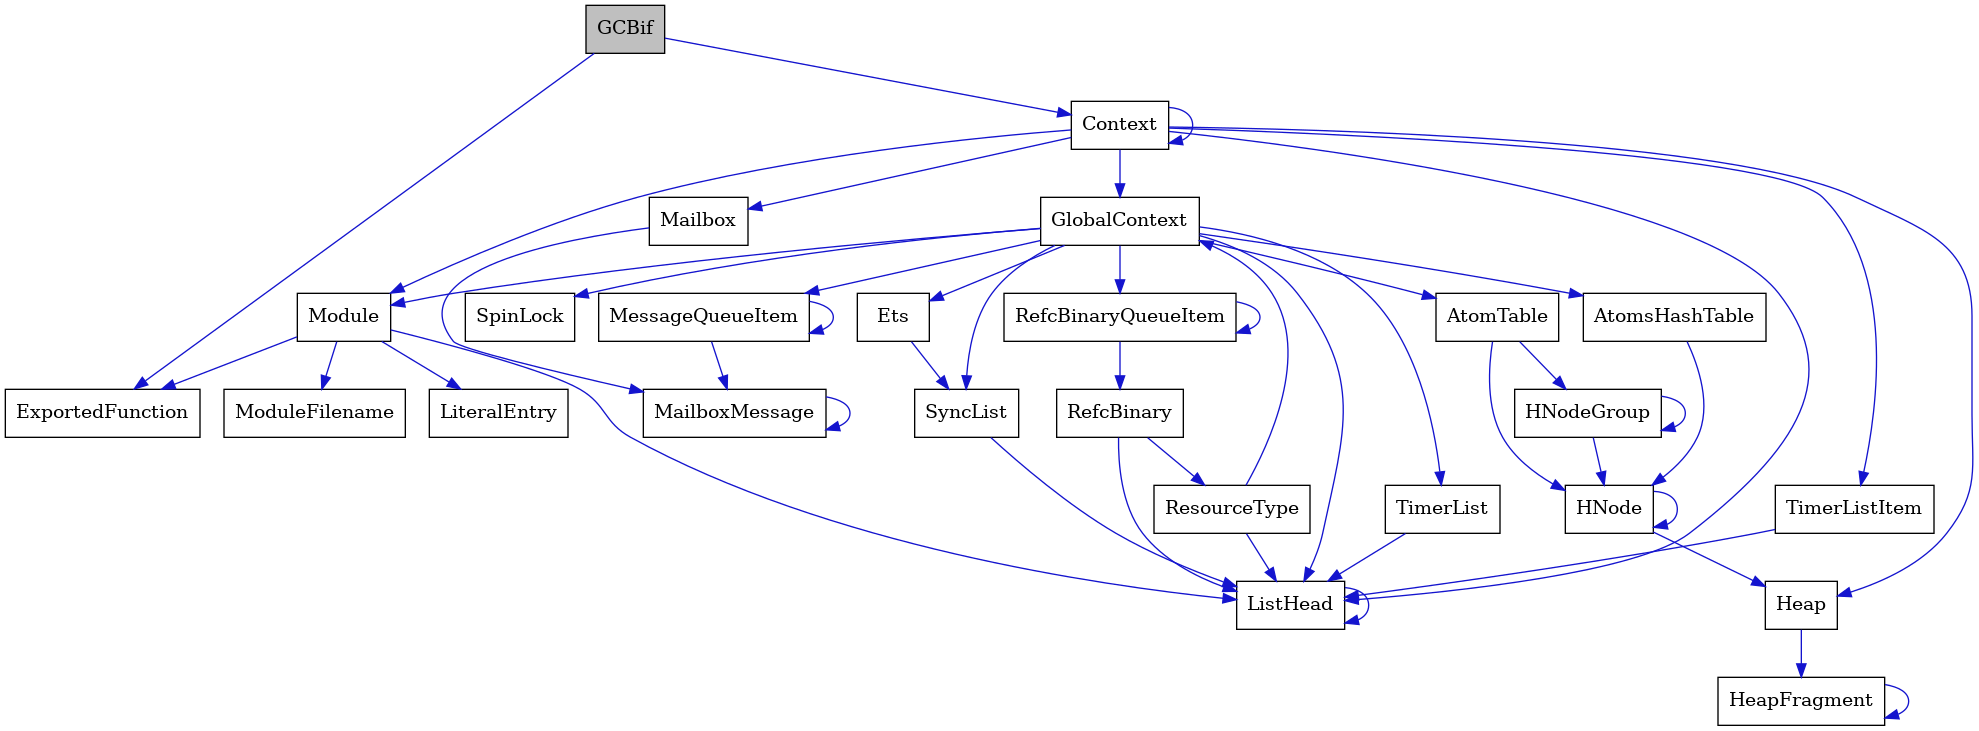 GCBif
Context
Mailbox
GlobalContext
Module
SpinLock
MessageQueueItem
Ets
RefcBinaryQueueItem
AtomTable
AtomsHashTable
ExportedFunction
ModuleFilename
LiteralEntry
MailboxMessage
SyncList
RefcBinary
HNodeGroup
ResourceType
TimerList
HNode
TimerListItem
ListHead
Heap
HeapFragment